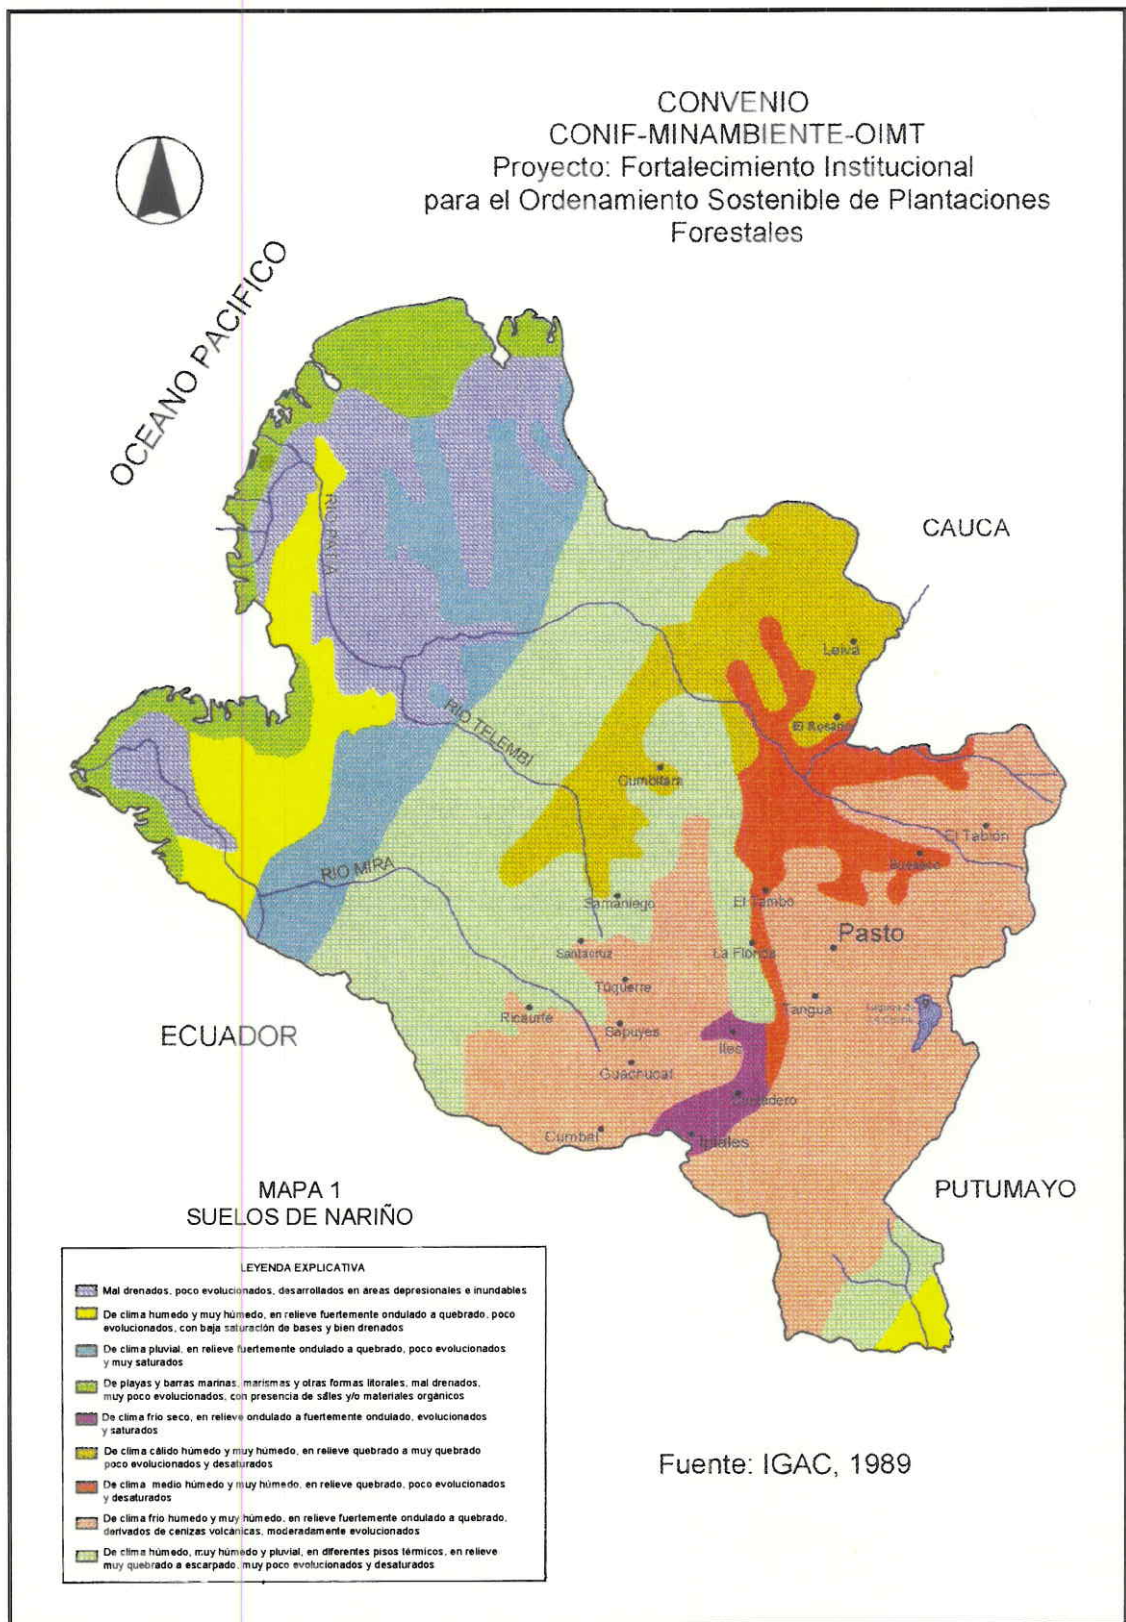 CONVENIO
CONIF-MINAMBIENTE-OIMT
Proyecto: Fortalecimiento Institucional
para el Ordenamiento Sostenible de Plantaciones
Forestales
OCEANO PACIFICO
CAUCA
RIO PATIA
Leiva
El Rosario
RIO TELEMBÍ
Cumbitara
El Tablón
Buesaco
RIO MIRA
Samaniego
El Tambo
Pasto
Santacruz
La Florida
Túquerre
Tangua
Ricaurte
Sapuyes
Iles
ECUADOR
Guachucal
Cumbal
Ipiales
PUTUMAYO
MAPA 1
SUELOS DE NARIÑO
LEYENDA EXPLICATIVA
Mal drenados, poco evolucionados, desarrollados en áreas depresionales e inundables
De clima humedo y muy húmedo, en relieve fuertemente ondulado a quebrado, poco
evolucionados, con baja saturación de bases y bien drenados
De clima pluvial, en relieve fuertemente ondulado a quebrado, poco evolucionados
y muy saturados
De playas y barras marinas, marismas y otras formas litorales, mal drenados,
muy poco evolucionados, con presencia de sáles y/o materiales orgánicos
De clima frio seco, en relieve ondulado a fuertemente ondulado, evolucionados
y saturados
De clima cálido húmedo y muy húmedo, en relieve quebrado a muy quebrado
poco evolucionados y desaturados
De clima medio húmedo y muy húmedo, en relieve quebrado, poco evolucionados
y desaturados
De clima frio humedo y muy húmedo, en relieve fuertemente ondulado a quebrado,
derivados de cenizas volcánicas, moderadamente evolucionados
De clima húmedo, muy húmedo y pluvial, en diferentes pisos térmicos, en relieve
muy quebrado a escarpado, muy poco evolucionados y desaturados
Fuente: IGAC, 1989